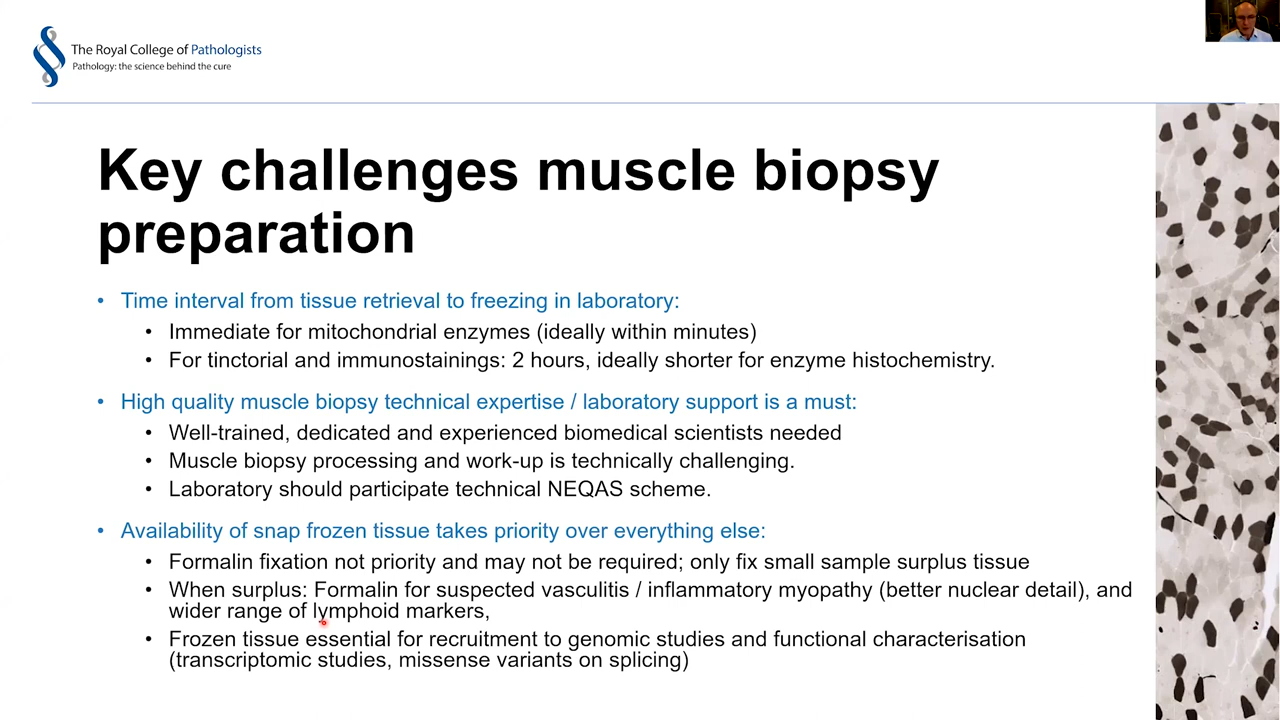 The Royal College of Pathologists
Pathology: the science behind the cure
Key challenges muscle biopsy
preparation
• Time interval from tissue retrieval to freezing in laboratory:
• Immediate for mitochondrial enzymes (ideally within minutes)
• For tinctorial and immunostainings: 2 hours, ideally shorter for enzyme histochemistry.
• High quality muscle biopsy technical expertise / laboratory support is a must:
• Well-trained, dedicated and experienced biomedical scientists needed
• Muscle biopsy processing and work-up is technically challenging.
• Laboratory should participate technical NEQAS scheme.
• Availability of snap frozen tissue takes priority over everything else:
• Formalin fixation not priority and may not be required; only fix small sample surplus tissue
• When surplus: Formalin for suspected vasculitis / inflammatory myopathy (better nuclear detail), and
wider range of lymphoid markers,
• Frozen tissue essential for recruitment to genomic studies and functional characterisation
(transcriptomic studies, missense variants on splicing)